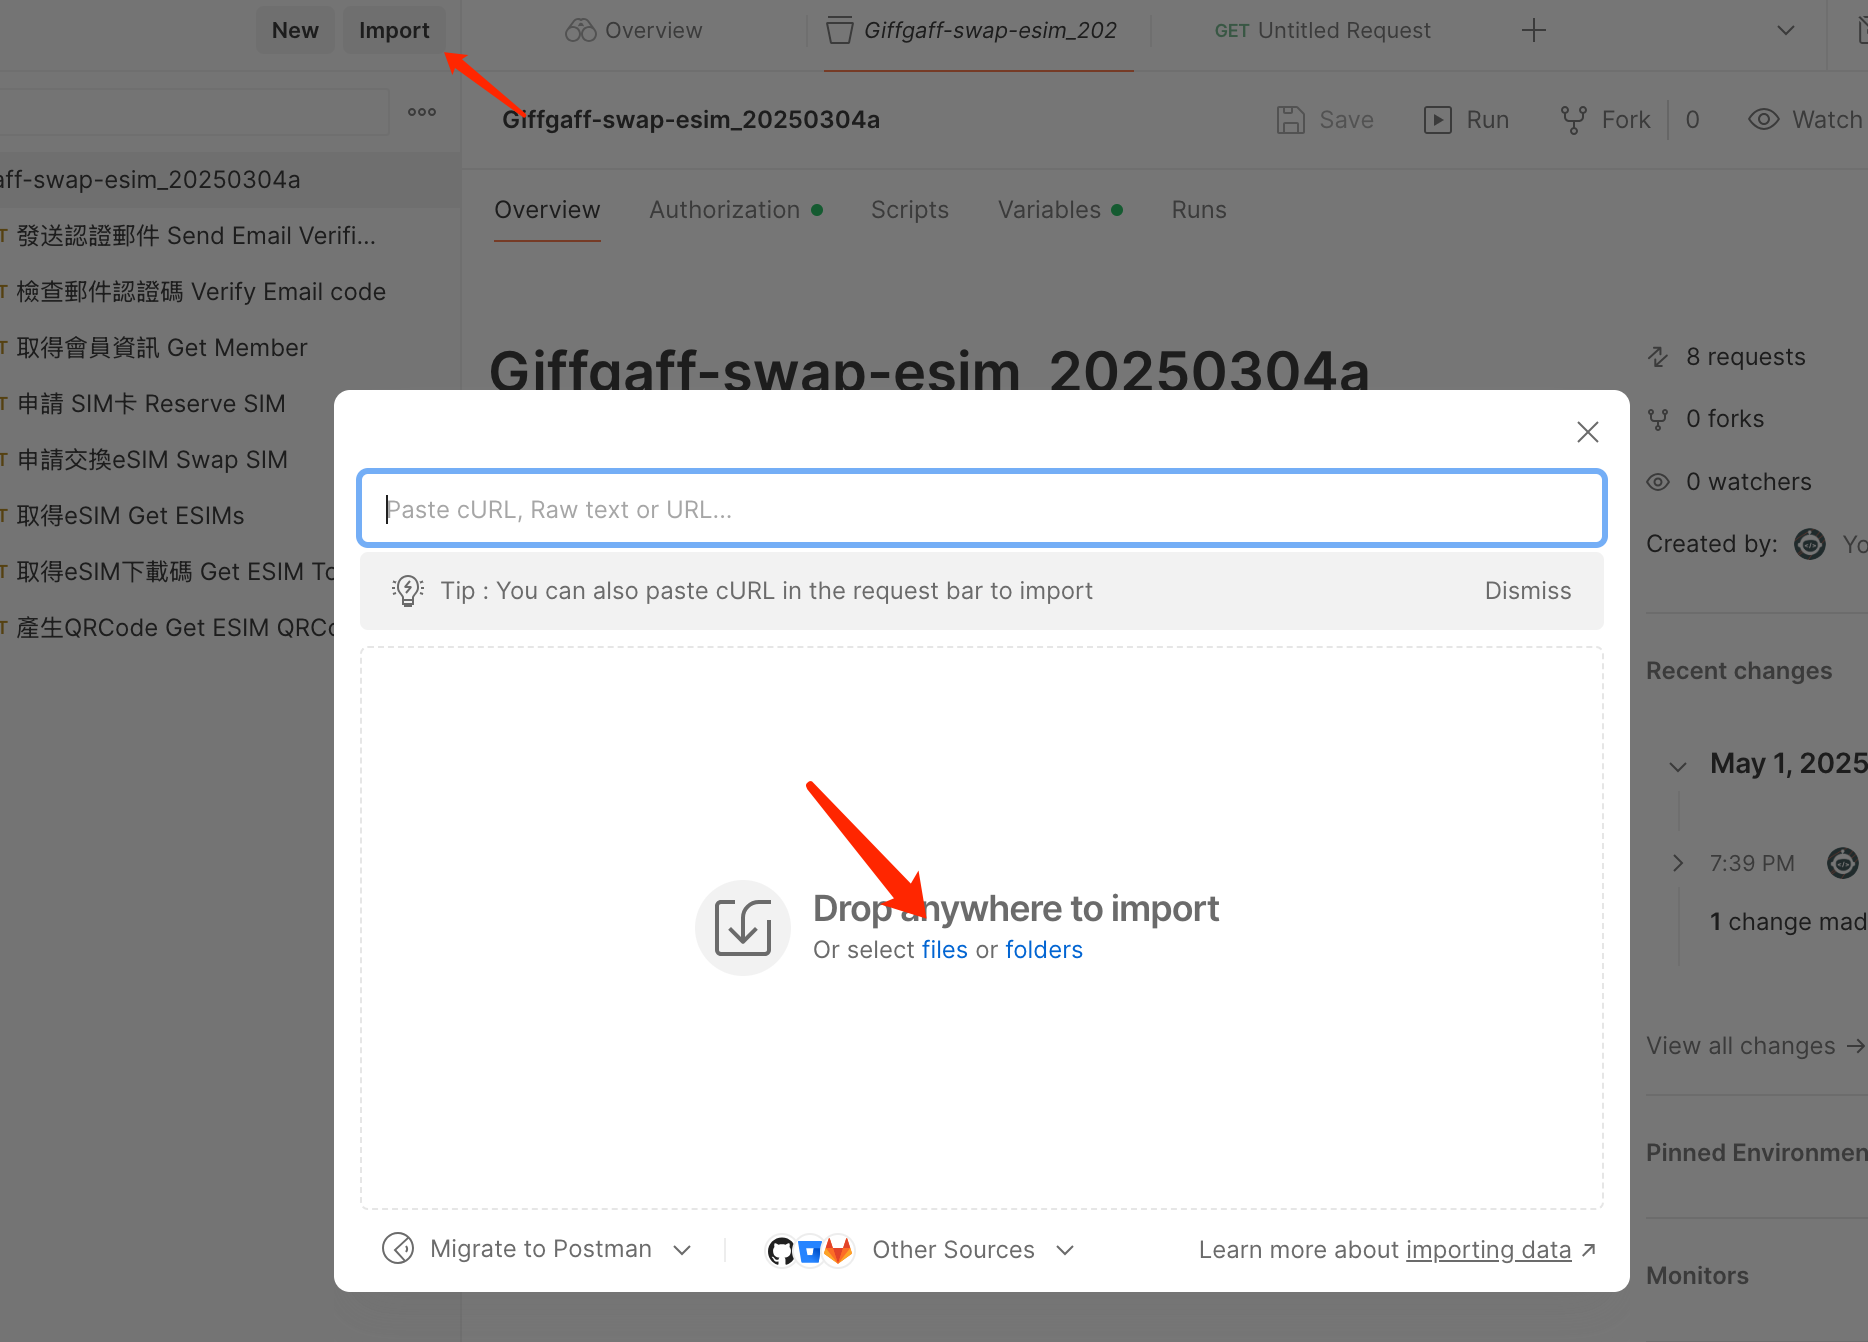 New
Import
Overview
Giffgaff-swap-esim_202
GET Untitled Request
Giffgaff-swap-esim_20250304a
Save
Run
Fork
0
Watch
aff-swap-esim_20250304a
T 發送認證郵件 Send Email Verifi...
T 檢查郵件認證碼 Verify Email code
T 取得會員資訊 Get Member
T 申請 SIM卡 Reserve SIM
T 申請交換eSIM Swap SIM
T 取得eSIM Get ESIMs
T 取得eSIM下載碼 Get ESIM To
T 產生QRCode Get ESIM QRCo
Overview
Authorization
Scripts
Variables
Runs
Giffgaff-swap-esim_20250304a
8 requests
0 forks
0 watchers
Created by:
Yo
Recent changes
May 1, 2025
7:39 PM
1 change mad
View all changes →
Pinned Environmen
Monitors
Paste cURL, Raw text or URL...
Tip : You can also paste cURL in the request bar to import
Dismiss
Drop anywhere to import
Or select files or folders
Migrate to Postman
Other Sources
Learn more about importing data ↗